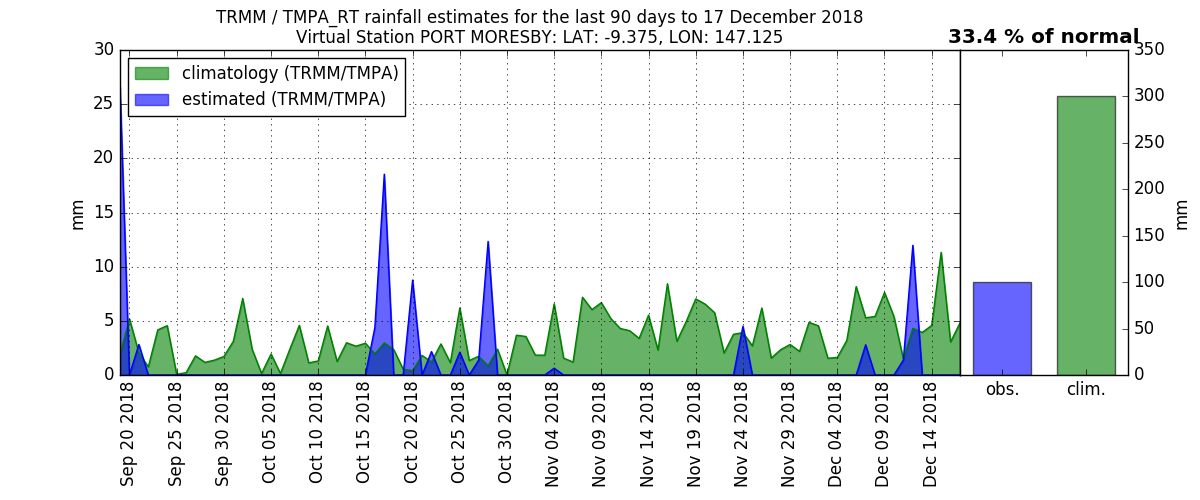 TRMM / TMPA_RT rainfall estimates for the last 90 days to 17 December 2018
Virtual Station PORT MORESBY: LAT: -9.375, LON: 147.125
33.4 % of normal
climatology (TRMM/TMPA)
estimated (TRMM/TMPA)
mm
30
25
20
15
10
5
0
Sep 20 2018
Sep 25 2018
Sep 30 2018
Oct 05 2018
Oct 10 2018
Oct 15 2018
Oct 20 2018
Oct 25 2018
Oct 30 2018
Nov 04 2018
Nov 09 2018
Nov 14 2018
Nov 19 2018
Nov 24 2018
Nov 29 2018
Dec 04 2018
Dec 09 2018
Dec 14 2018
obs.
clim.
350
300
250
200
150
100
50
0
mm